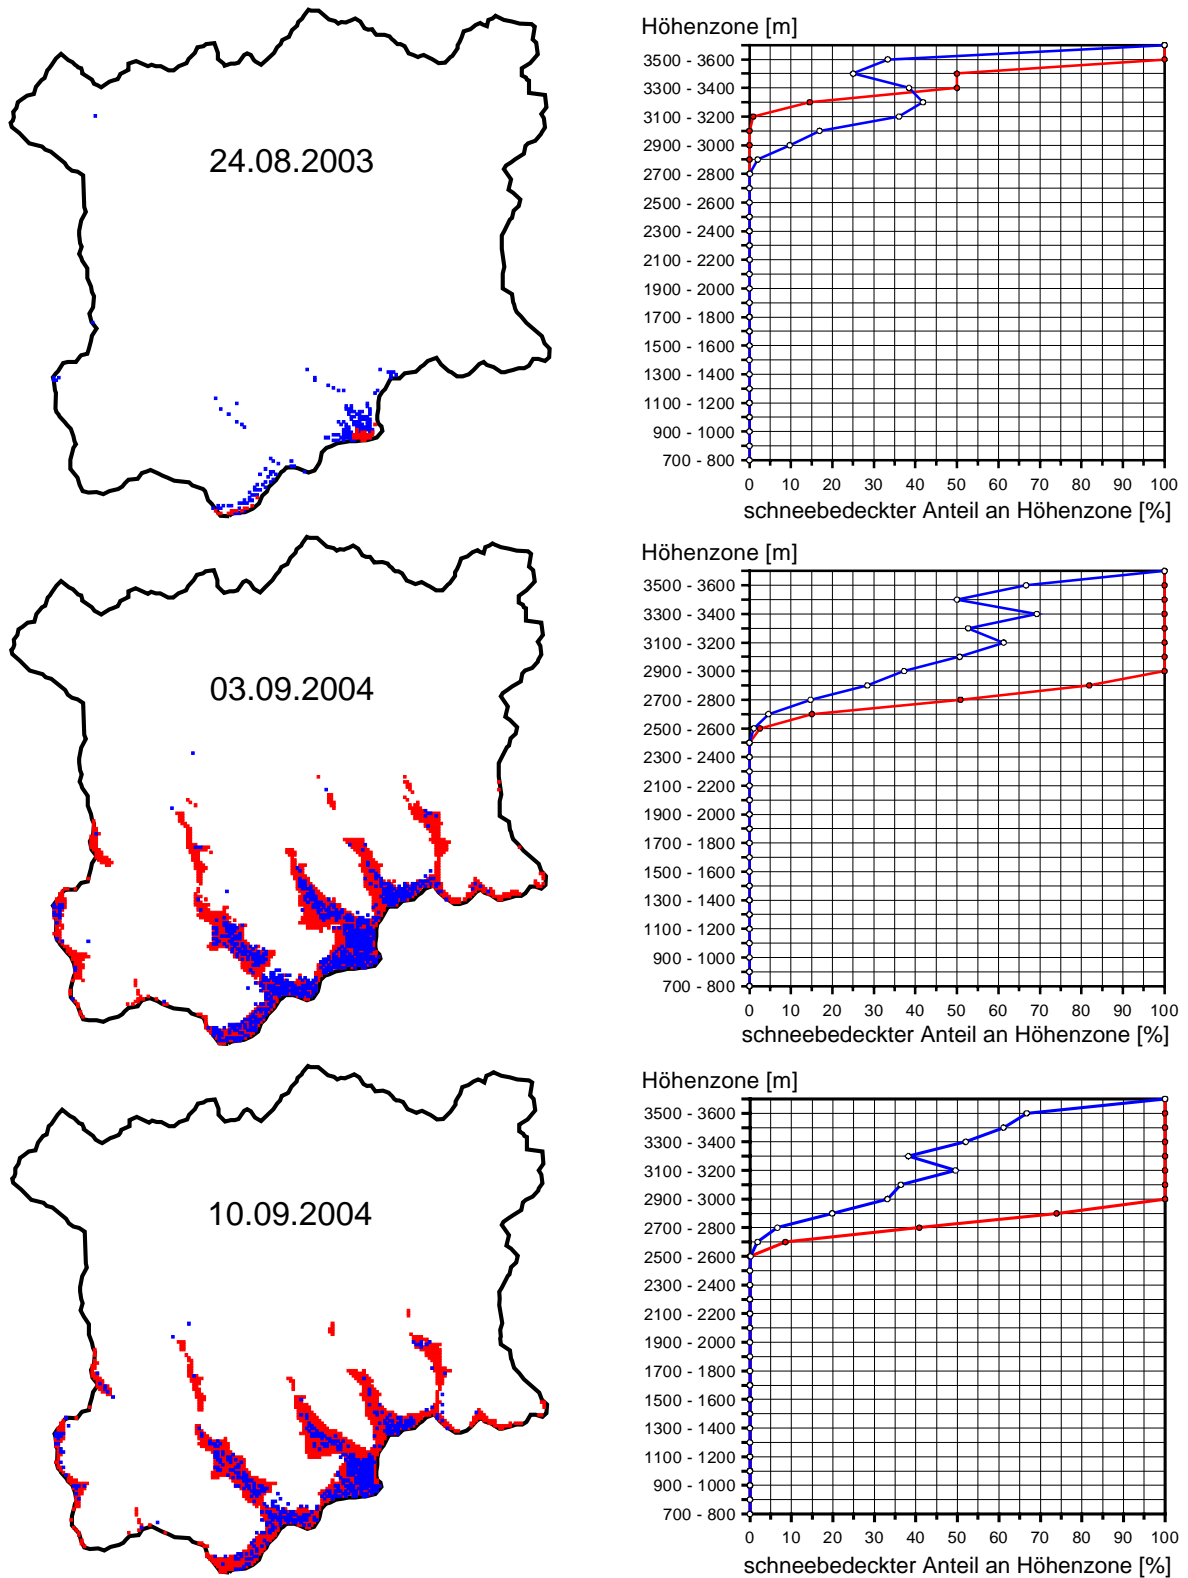 24.08.2003
Höhenzone [m]
3500 - 3600
3300 - 3400
3100 - 3200
2900 - 3000
2700 - 2800
2500 - 2600
2300 - 2400
2100 - 2200
1900 - 2000
1700 - 1800
1500 - 1600
1300 - 1400
1100 - 1200
900 - 1000
700 - 800
0 10 20 30 40 50 60 70 80 90 100
schneebedeckter Anteil an Höhenzone [%]
03.09.2004
Höhenzone [m]
3500 - 3600
3300 - 3400
3100 - 3200
2900 - 3000
2700 - 2800
2500 - 2600
2300 - 2400
2100 - 2200
1900 - 2000
1700 - 1800
1500 - 1600
1300 - 1400
1100 - 1200
900 - 1000
700 - 800
0 10 20 30 40 50 60 70 80 90 100
schneebedeckter Anteil an Höhenzone [%]
10.09.2004
Höhenzone [m]
3500 - 3600
3300 - 3400
3100 - 3200
2900 - 3000
2700 - 2800
2500 - 2600
2300 - 2400
2100 - 2200
1900 - 2000
1700 - 1800
1500 - 1600
1300 - 1400
1100 - 1200
900 - 1000
700 - 800
0 10 20 30 40 50 60 70 80 90 100
schneebedeckter Anteil an Höhenzone [%]